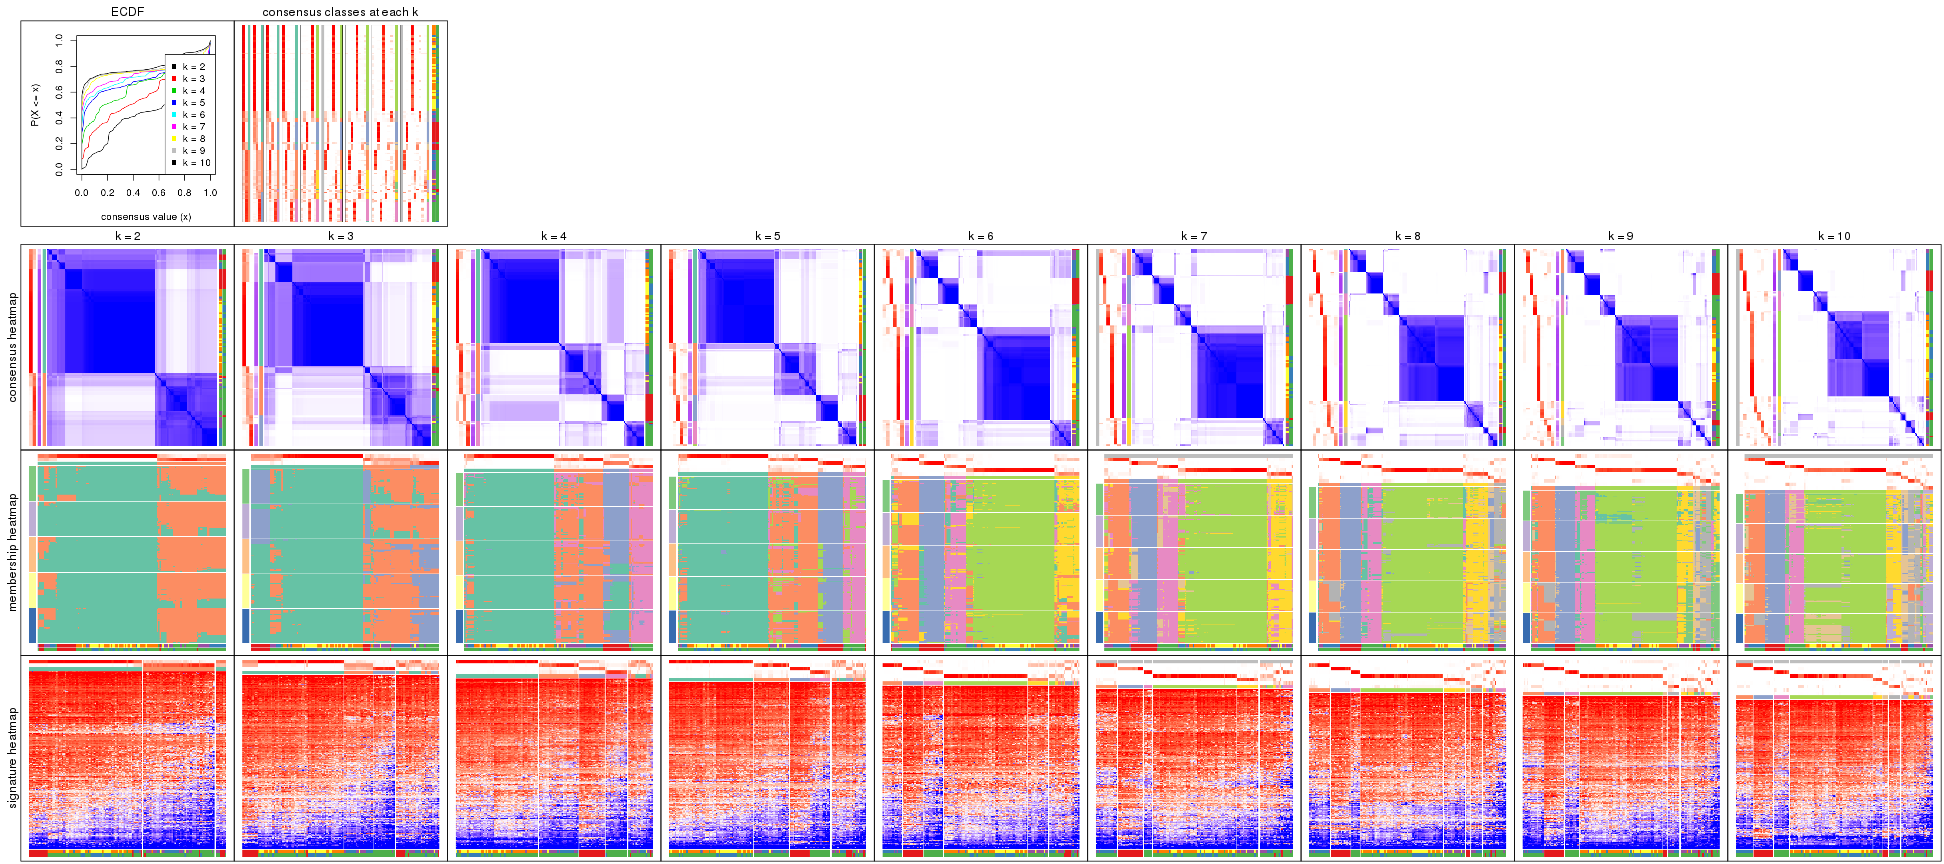 ECDF
consensus classes at each k
P(X <= x)
0.0 0.2 0.4 0.6 0.8 1.0
k = 2
k = 3
k = 4
k = 5
k = 6
k = 7
k = 8
k = 9
k = 10
0.0 0.2 0.4 0.6 0.8 1.0
consensus value (x)
k = 2 k = 3 k = 4 k = 5 k = 6 k = 7 k = 8 k = 9 k = 10
consensus heatmap
membership heatmap
signature heatmap